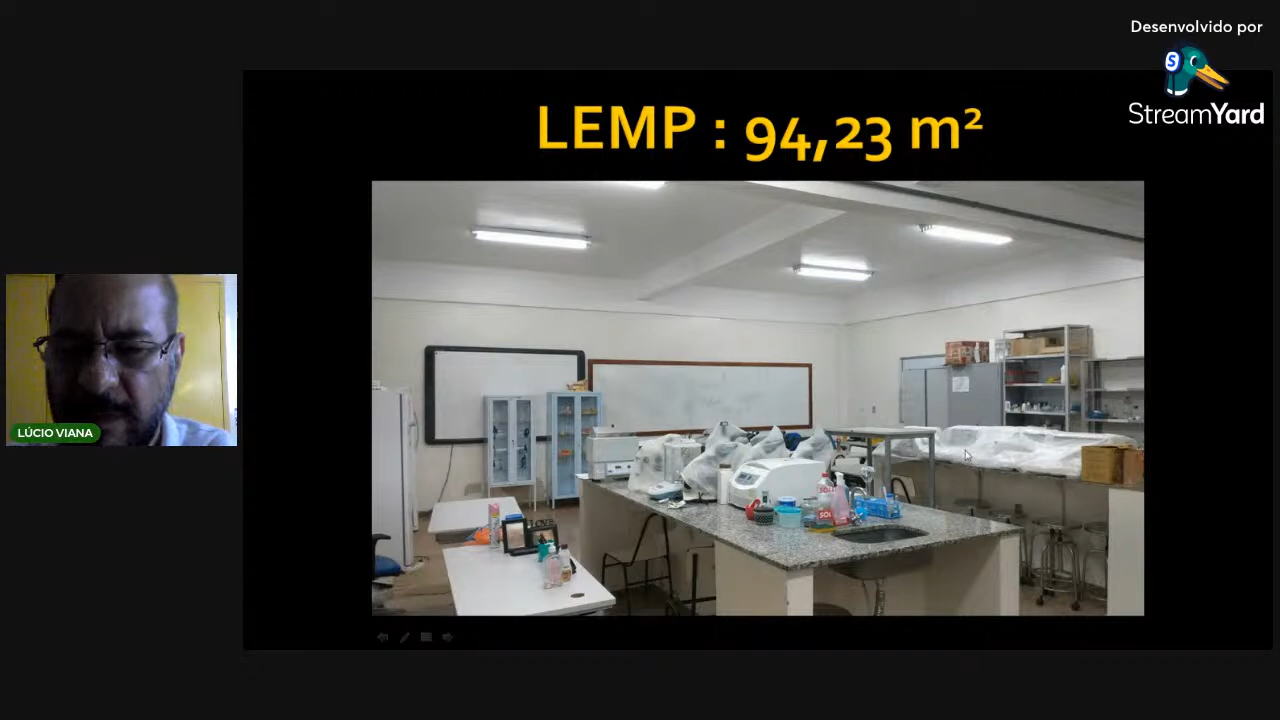 Desenvolvido por
StreamYard
LEMP : 94,23 m²
LÚCIO VIANA